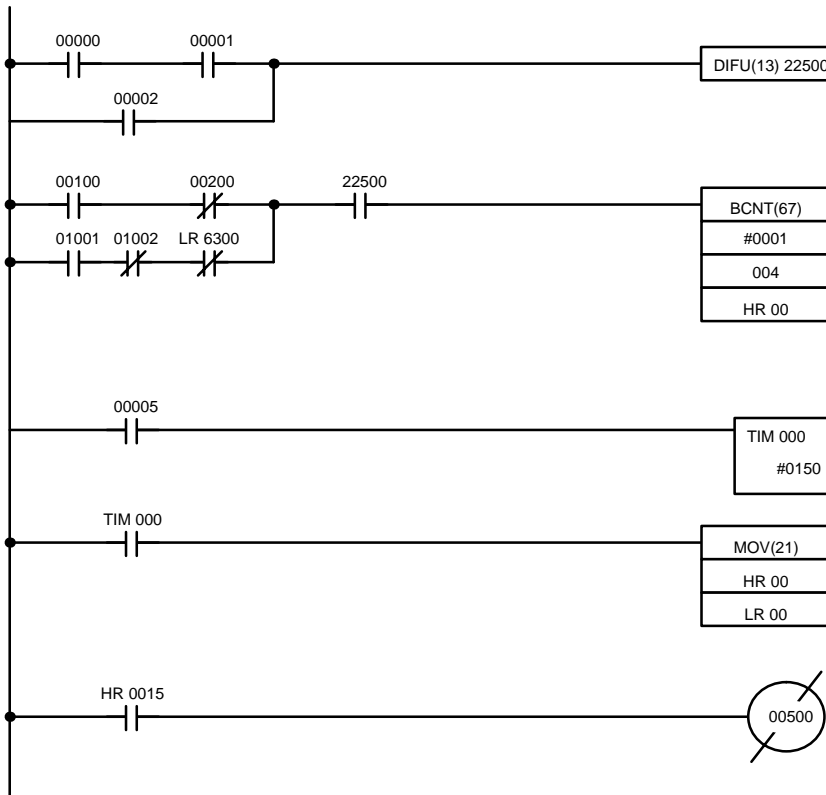 00000 00001
DIFU(13) 22500
00002
00100 00200 22500
BCNT(67)
01001 01002 LR 6300
#0001
004
HR 00
00005
TIM 000
#0150
TIM 000
MOV(21)
HR 00
LR 00
HR 0015
00500